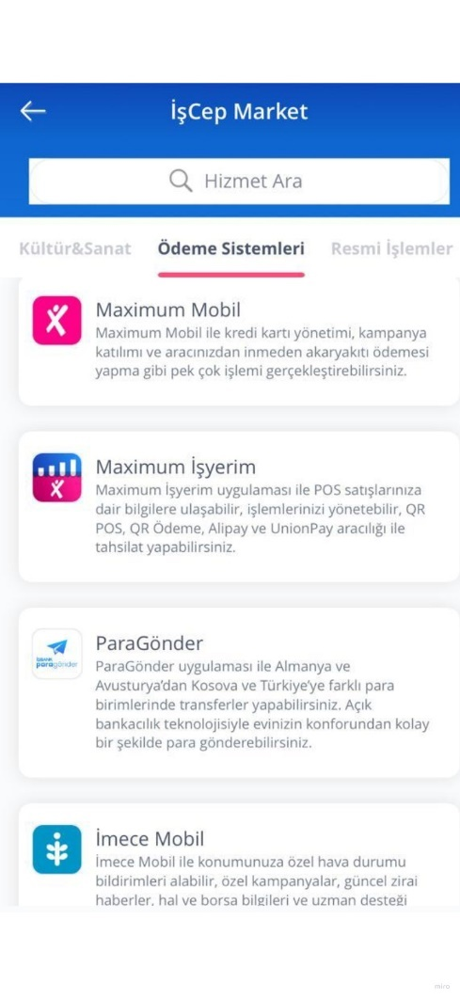 İşCep Market
Hizmet Ara
Kültür&Sanat Ödeme Sistemleri Resmi İşlemler
Maximum Mobil
Maximum Mobil ile kredi kartı yönetimi, kampanya
katılımı ve aracınızdan inmeden akaryakıtı ödemesi
yapma gibi pek çok işlemi gerçekleştirebilirsiniz.
Maximum İşyerim
Maximum İşyerim uygulaması ile POS satışlarınıza
dair bilgilere ulaşabilir, işlemlerinizi yönetebilir, QR
POS, QR Ödeme, Alipay ve UnionPay aracılığı ile
tahsilat yapabilirsiniz.
İŞBANK
paragönder
ParaGönder
ParaGönder uygulaması ile Almanya ve
Avusturya’dan Kosova ve Türkiye’ye farklı para
birimlerinde transferler yapabilirsiniz. Açık
bankacılık teknolojisiyle evinizin konforundan kolay
bir şekilde para gönderebilirsiniz.
İmece Mobil
İmece Mobil ile konumunuza özel hava durumu
bildirimleri alabilir, özel kampanyalar, güncel zirai
haberler, hal ve borsa bilgileri ve uzman desteği
miro